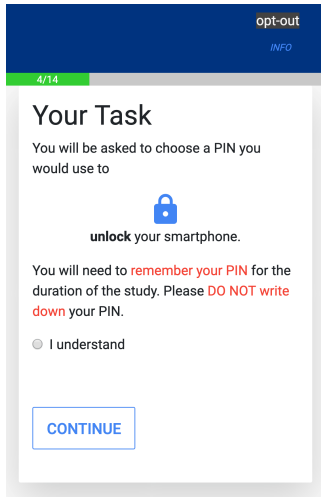 opt-out
INFO
4/14
Your Task
You will be asked to choose a PIN you
would use to
unlock your smartphone.
You will need to remember your PIN for the
duration of the study. Please DO NOT write
down your PIN.
I understand
CONTINUE